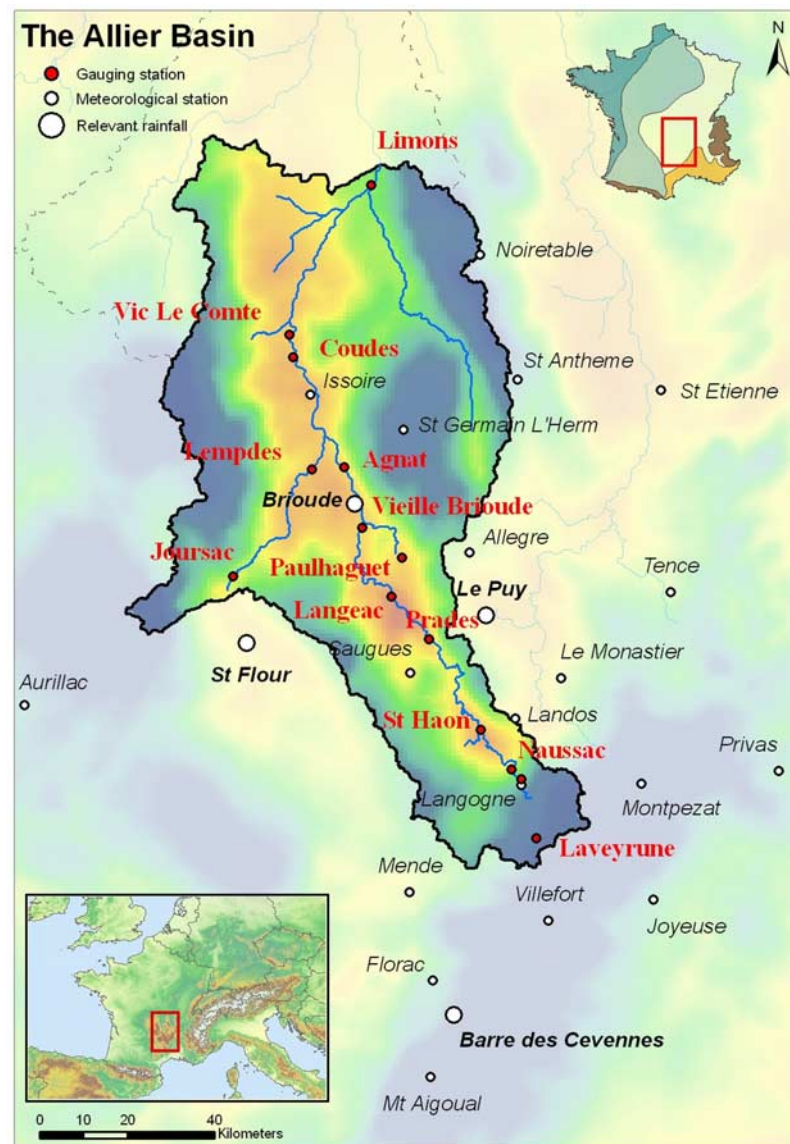 The Allier Basin
N
Gauging station
Meteorological station
Relevant rainfall
Limons
Noiretable
Vic Le Comte
Coudes
St Antheme
Issoire
St Etienne
St Germain L'Herm
Lempdes
Agnat
Brioude
Vieille Brioude
Allegre
Joursac
Paulhaguet
Tence
Le Puy
Langeac
Prades
Saugues
St Flour
Le Monastier
Aurillac
St Haon
Landos
Naussac
Privas
Langogne
Montpezat
Laveyrune
Mende
Villefort
Joyeuse
Florac
Barre des Cevennes
Mt Aigoual
0 10 20 40
Kilometers